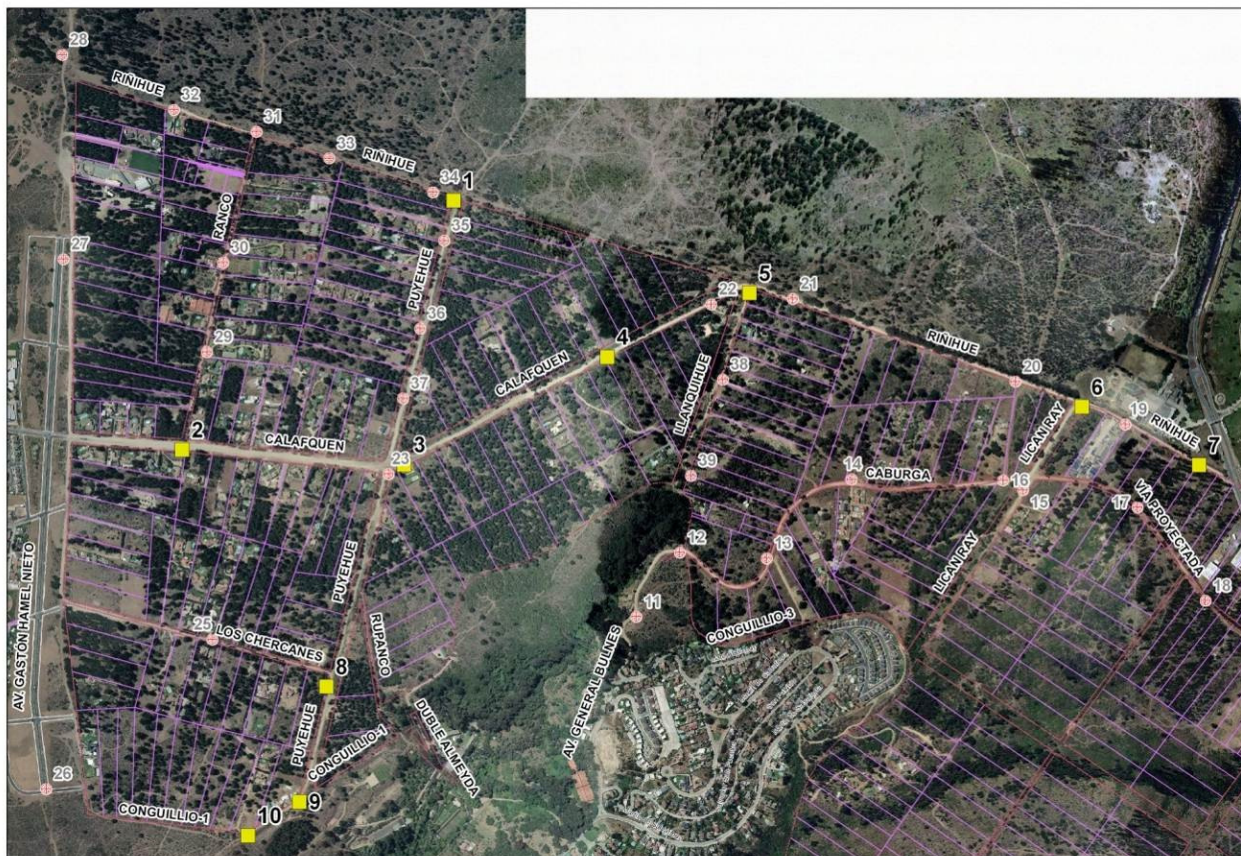 28
RIÑIHUE
32
31
33
RIÑIHUE
34
1
35
27
RANCO
30
PUYEHUE
5
21
22
36
29
4
RIÑIHUE
CALAFQUEN
38
20
37
LLANQUIHUE
6
LICAN RAY
19
RIÑIHUE
2
CALAFQUEN
3
23
7
39
14
CABURGA
16
15
17
VÍA PROYECTADA
12
13
PUYEHUE
LICAN RAY
18
11
AV. GASTÓN HAMEL NIETO
25
LOS CHERCANES
RUPANCO
CONGUILLIO-3
8
AV. GENERAL BULNES
PUYEHUE
CONGUILLIO-1
DUBLE ALMEYDA
26
9
CONGUILLIO-1
10